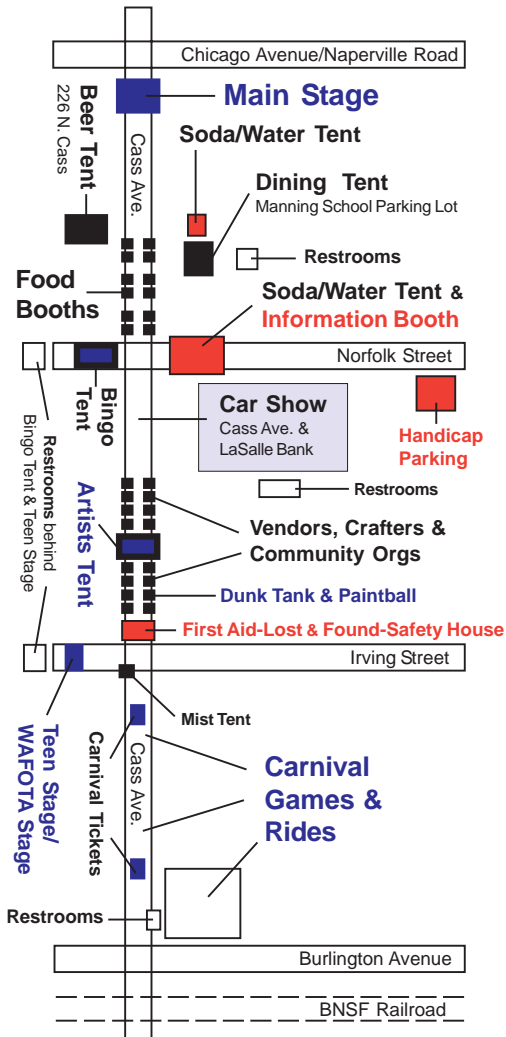 Chicago Avenue/Naperville Road
Main Stage
Beer Tent
226 N. Cass
Cass Ave.
Soda/Water Tent
Dining Tent
Manning School Parking Lot
Restrooms
Food
Booths
Soda/Water Tent &
Information Booth
Norfolk Street
Bingo
Tent
Car Show
Cass Ave. &
LaSalle Bank
Handicap
Parking
Restrooms behind
Bingo Tent & Teen Stage
Restrooms
Artists Tent
Vendors, Crafters &
Community Orgs
Dunk Tank & Paintball
First Aid-Lost & Found-Safety House
Irving Street
Mist Tent
Teen Stage/
WAFOTA Stage
Carnival Tickets
Cass Ave.
Carnival
Games &
Rides
Restrooms
Burlington Avenue
BNSF Railroad